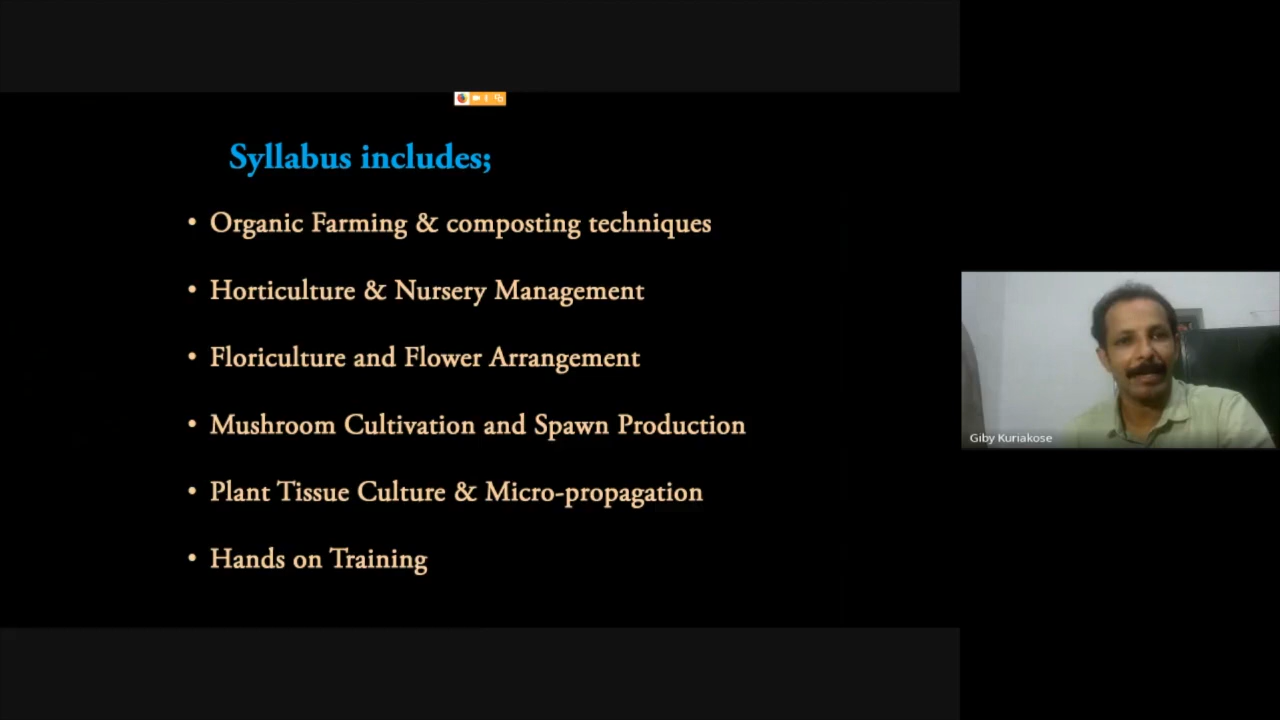 Syllabus includes;
• Organic Farming & composting techniques
• Horticulture & Nursery Management
• Floriculture and Flower Arrangement
• Mushroom Cultivation and Spawn Production
• Plant Tissue Culture & Micro-propagation
• Hands on Training
Giby Kuriakose